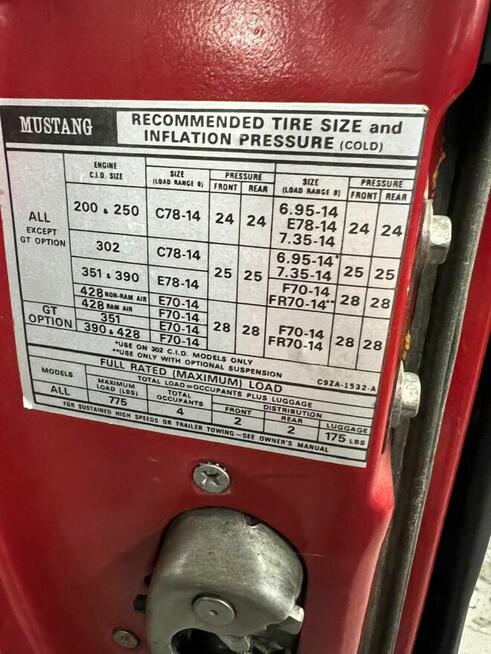 MUSTANG
RECOMMENDED TIRE SIZE and
INFLATION PRESSURE (COLD)
ENGINE
C.I.D. SIZE
SIZE
(LOAD RANGE B)
PRESSURE
FRONT REAR
SIZE
(LOAD RANGE B)
PRESSURE
FRONT REAR
ALL
EXCEPT
GT OPTION
200 & 250 C78-14 24 24
6.95-14
E78-14
7.35-14
24 24
302 C78-14
351 & 390 E78-14
25 25
6.95-14*
7.35-14
25 25
428 NON-RAM AIR E70-14
428 RAM AIR F70-14
F70-14
FR70-14**
28 28
GT
OPTION
351 E70-14
390 & 428 F70-14
28 28
F70-14
FR70-14
28 28
*USE ON 302 C.I.D. MODELS ONLY
**USE ONLY WITH OPTIONAL SUSPENSION
C9ZA-1532-A
FULL RATED (MAXIMUM) LOAD
TOTAL LOAD=OCCUPANTS PLUS LUGGAGE
MODELS
MAXIMUM
LOAD (LBS)
TOTAL
OCCUPANTS
DISTRIBUTION
FRONT REAR LUGGAGE
ALL 775 4 2 2 175 LBS
FOR SUSTAINED HIGH SPEEDS OR TRAILER TOWING—SEE OWNER'S MANUAL